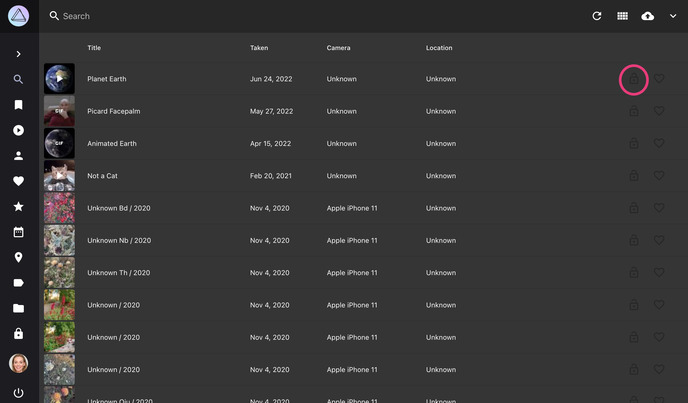 Search
Title Taken Camera Location
Planet Earth Jun 24, 2022 Unknown Unknown
GIF Picard Facepalm May 27, 2022 Unknown Unknown
GIF Animated Earth Apr 15, 2022 Unknown Unknown
Not a Cat Feb 20, 2021 Unknown Unknown
Unknown Bd / 2020 Nov 4, 2020 Apple iPhone 11 Unknown
Unknown Nb / 2020 Nov 4, 2020 Apple iPhone 11 Unknown
Unknown Th / 2020 Nov 4, 2020 Apple iPhone 11 Unknown
Unknown / 2020 Nov 4, 2020 Apple iPhone 11 Unknown
Unknown / 2020 Nov 4, 2020 Apple iPhone 11 Unknown
Unknown / 2020 Nov 4, 2020 Apple iPhone 11 Unknown
Unknown Qiu / 2020 Nov 4, 2020 Apple iPhone 11 Unknown